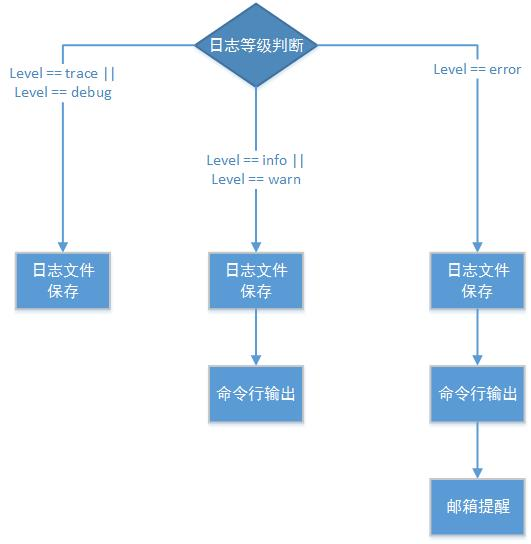 日志等级判断
Level == trace ||
Level == debug
Level == error
Level == info ||
Level == warn
日志文件
保存
日志文件
保存
日志文件
保存
命令行输出
命令行输出
邮箱提醒